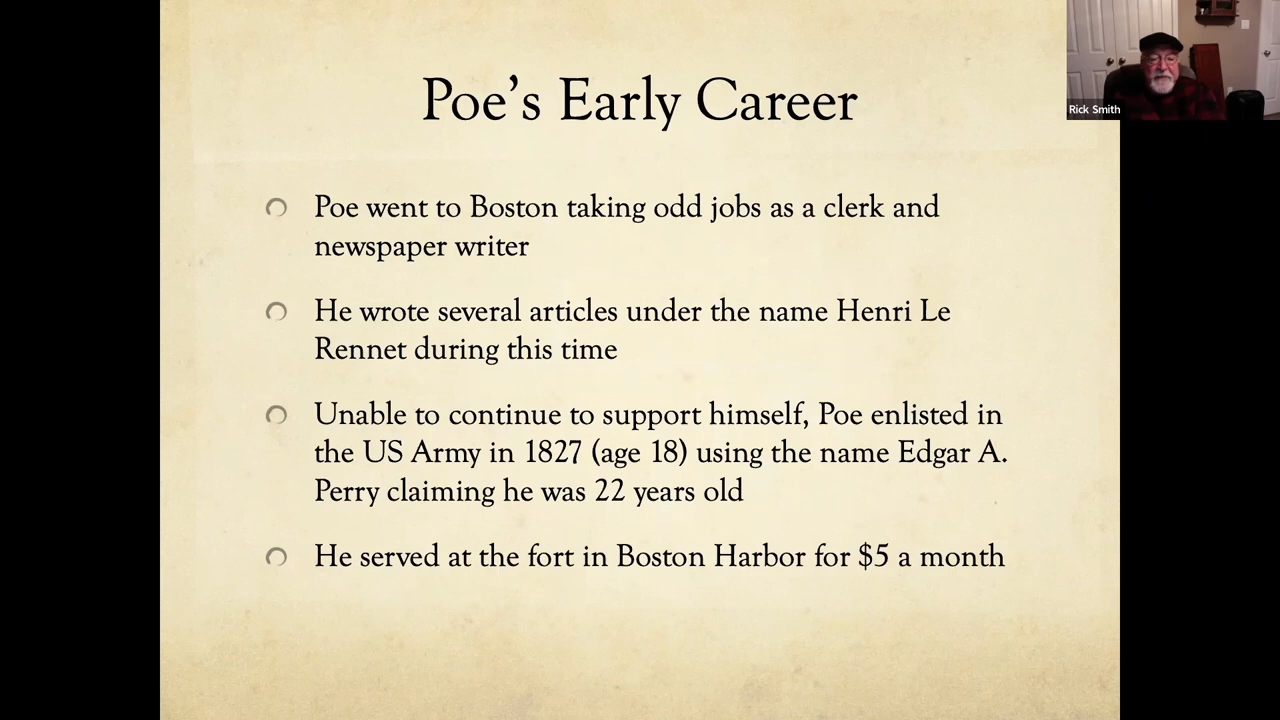 Poe's Early Career
Rick Smith
Poe went to Boston taking odd jobs as a clerk and
newspaper writer
He wrote several articles under the name Henri Le
Rennet during this time
Unable to continue to support himself, Poe enlisted in
the US Army in 1827 (age 18) using the name Edgar A.
Perry claiming he was 22 years old
He served at the fort in Boston Harbor for $5 a month